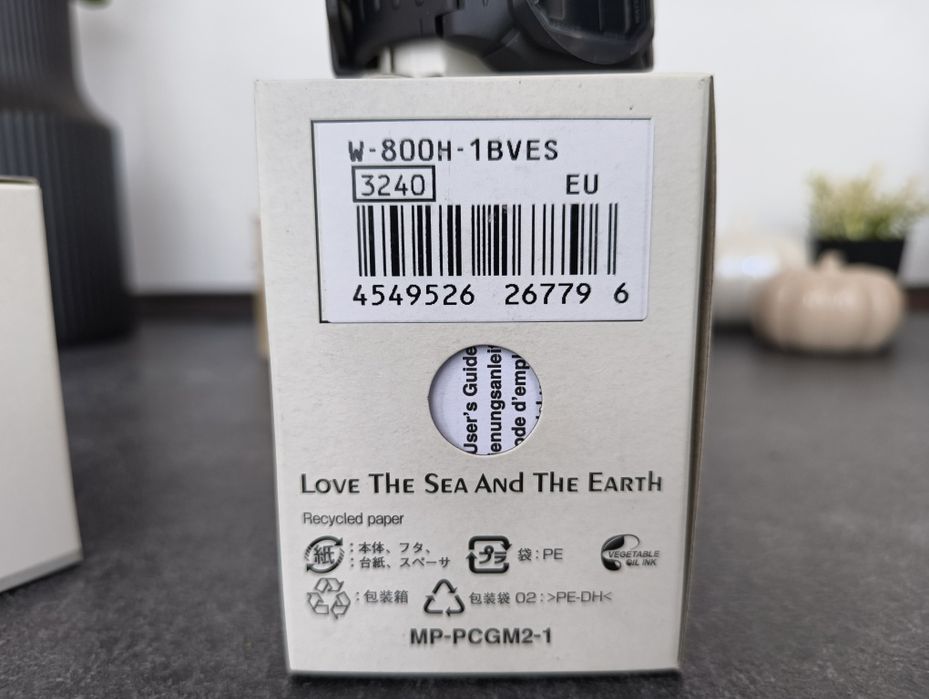 W-800H-1BVES
3240 EU
4549526 26779 6
User's Guide
enungsanlei
ode d'emp
LOVE THE SEA AND THE EARTH
Recycled paper
紙:本体、フタ、
:台紙、スペーサ
プラ 袋:PE
VEGETABLE
OIL INK
:包装箱
包装袋 02:>PE-DH<
MP-PCGM2-1